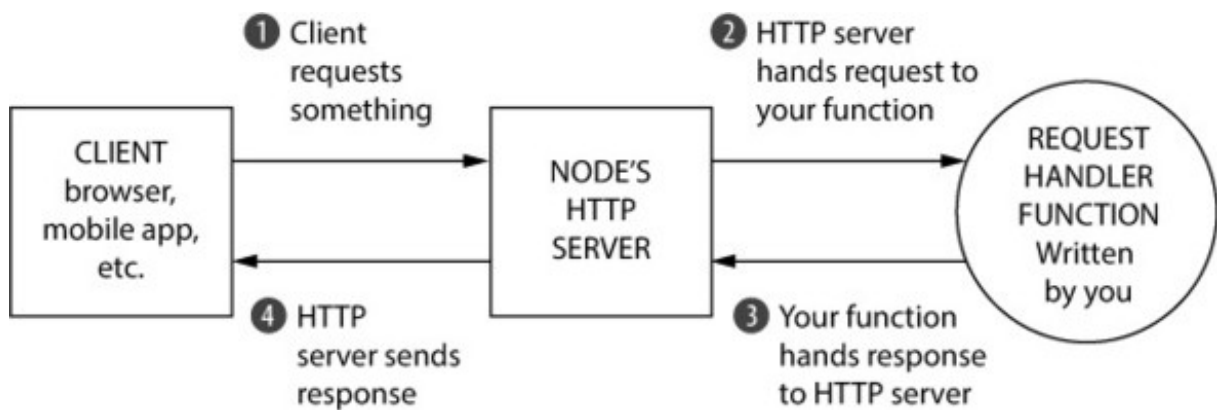 1 Client
requests
something
2 HTTP server
hands request to
your function
CLIENT
browser,
mobile app,
etc.
NODE’S
HTTP
SERVER
REQUEST
HANDLER
FUNCTION
Written
by you
4 HTTP
server sends
response
3 Your function
hands response
to HTTP server